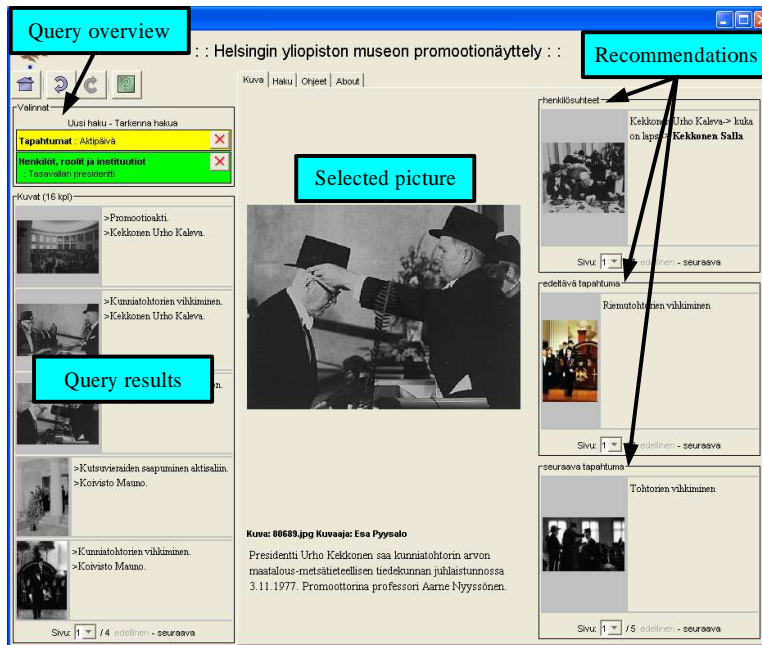 Query overview
: : Helsingin yliopiston museon promootionäyttely : :
Recommendations
Kuva
Haku
Ohjeet
About
Valinnat
Uusi haku - Tarkenna hakua
Tapahtumat : Aktipäivä
Henkilöt, roolit ja instituutiot
: Tasavallan presidentti
Kuvat (16 kpl)
>Promootioakti.
>Kekkonen Urho Kaleva.
>Kunniatohtorien vihkiminen.
>Kekkonen Urho Kaleva.
Query results
en.
>Kutsuvieraiden saapuminen aktisaliin.
>Koivisto Mauno.
>Kunniatohtorien vihkiminen.
>Koivisto Mauno.
Sivu: 1 / 4 edellinen - seuraava
Selected picture
Kuva: 80689.jpg Kuvaaja: Esa Pyysalo
Presidentti Urho Kekkonen saa kunniatohtorin arvon
maatalous-metsätieteellisen tiedekunnan juhlaistunnossa
3.11.1977. Promoottorina professori Aarne Nyyssönen.
henkilösuhteet
Kekkonen Urho Kaleva-> kuka
on lapsi-> Kekkonen Salla
Sivu: 1 edellinen - seuraava
edeltävä tapahtuma
Riemutohtorien vihkiminen
Sivu: 1 edellinen - seuraava
seuraava tapahtuma
Tohtorien vihkiminen
Sivu: 1 / 5 edellinen - seuraava